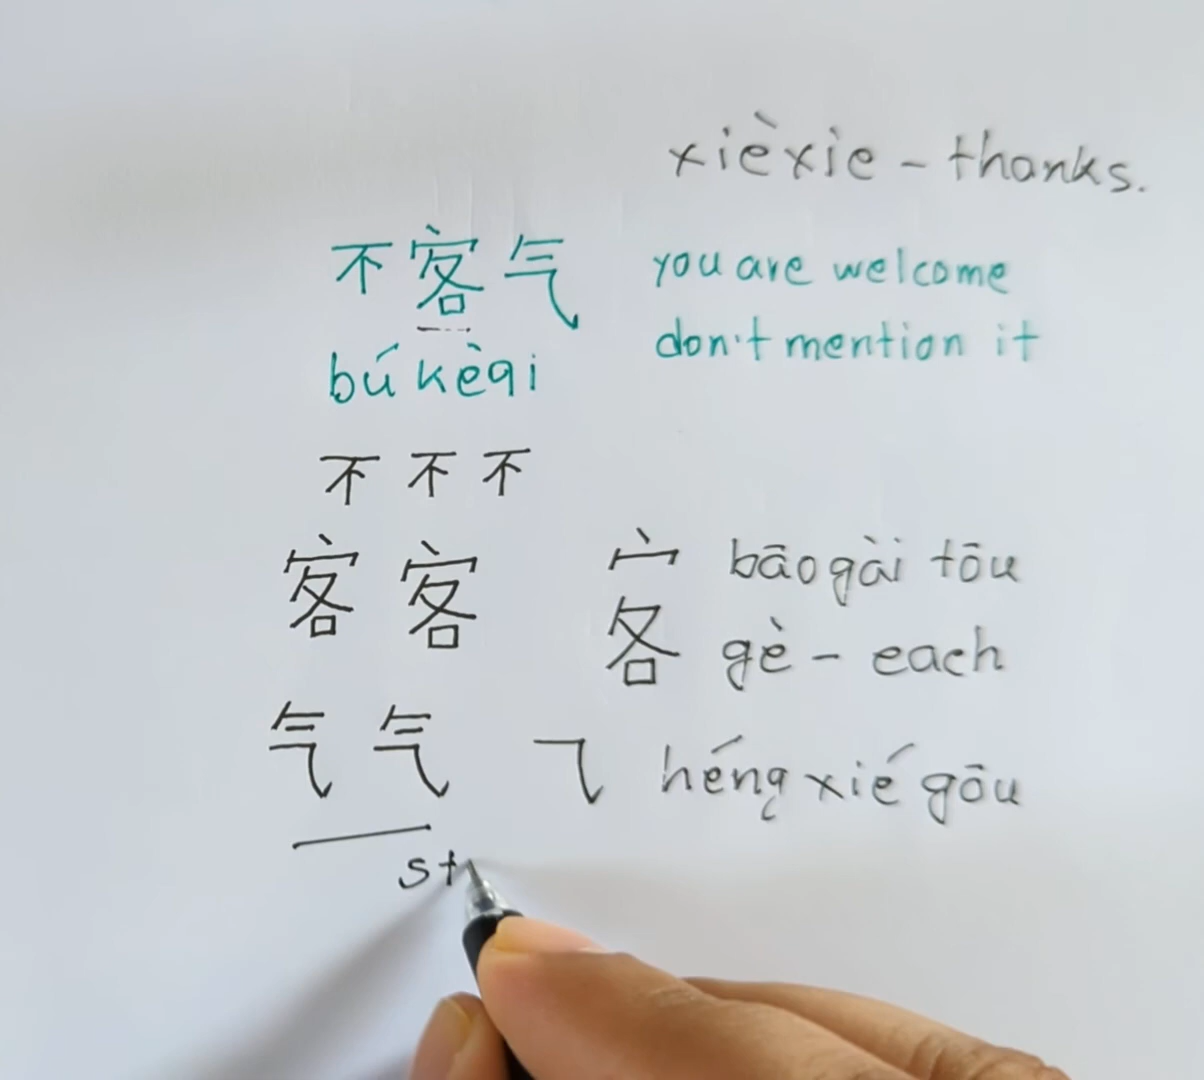 xièxie - thanks.
不客气 you are welcome
don't mention it
búkèqi
不 不 不
客 客 宀 bāogài tōu
各 gè - each
气 气 ⺄ héngxiégōu
st